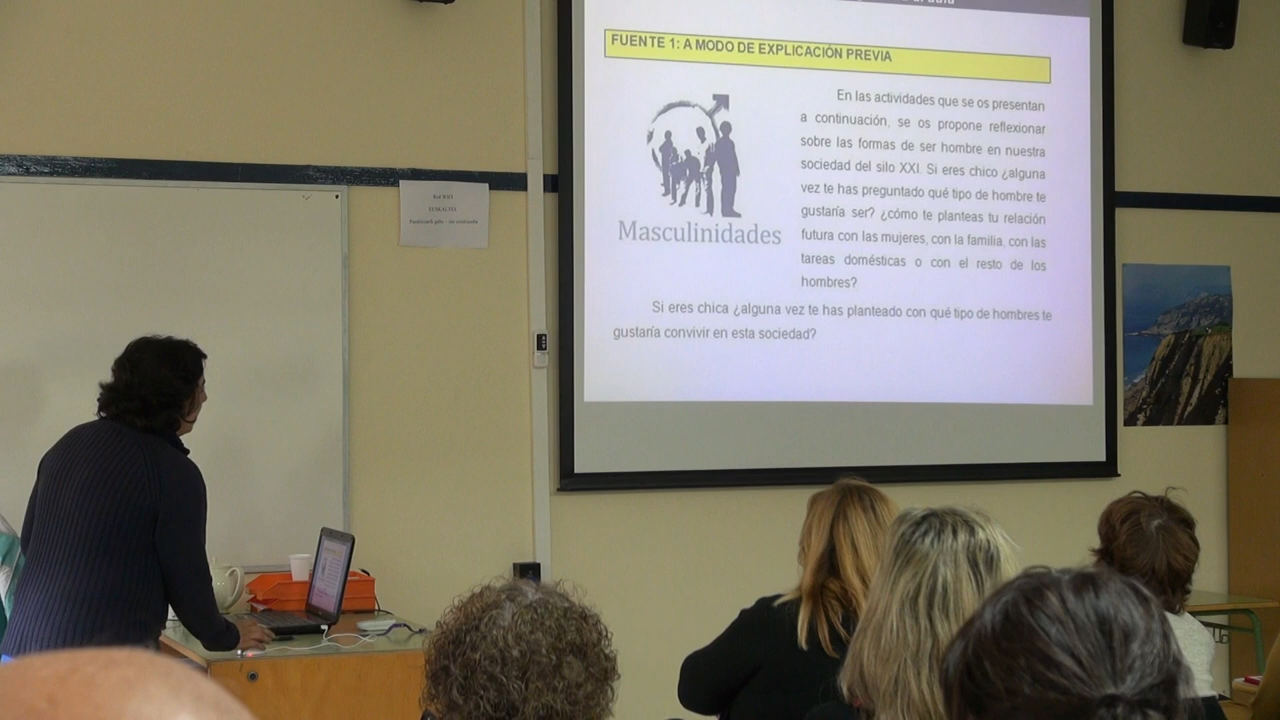 al aula
FUENTE 1: A MODO DE EXPLICACIÓN PREVIA
En las actividades que se os presentan
a continuación, se os propone reflexionar
sobre las formas de ser hombre en nuestra
sociedad del silo XXI. Si eres chico ¿alguna
vez te has preguntado qué tipo de hombre te
gustaría ser? ¿cómo te planteas tu relación
futura con las mujeres, con la familia, con las
tareas domésticas o con el resto de los
hombres?
Masculinidades
Si eres chica ¿alguna vez te has planteado con qué tipo de hombres te
gustaría convivir en esta sociedad?
EUSKALTEL